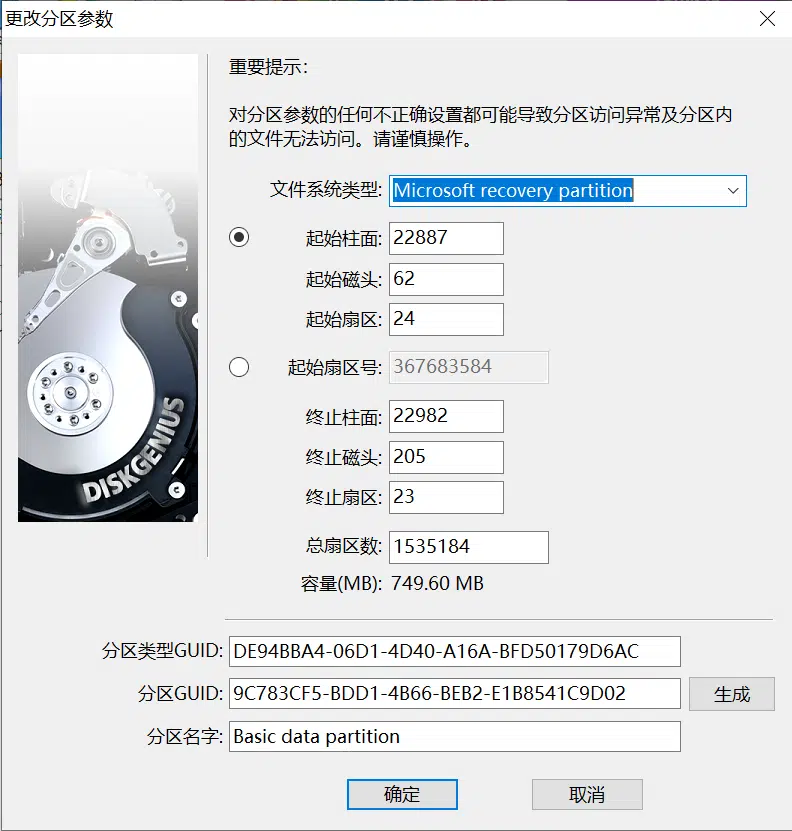 更改分区参数
重要提示：
对分区参数的任何不正确设置都可能导致分区访问异常及分区内
的文件无法访问。请谨慎操作。
文件系统类型: Microsoft recovery partition
起始柱面: 22887
起始磁头: 62
起始扇区: 24
起始扇区号: 367683584
终止柱面: 22982
终止磁头: 205
终止扇区: 23
总扇区数: 1535184
容量(MB): 749.60 MB
DISKGENIUS
分区类型GUID: DE94BBA4-06D1-4D40-A16A-BFD50179D6AC
分区GUID: 9C783CF5-BDD1-4B66-BEB2-E1B8541C9D02 生成
分区名字: Basic data partition
确定 取消